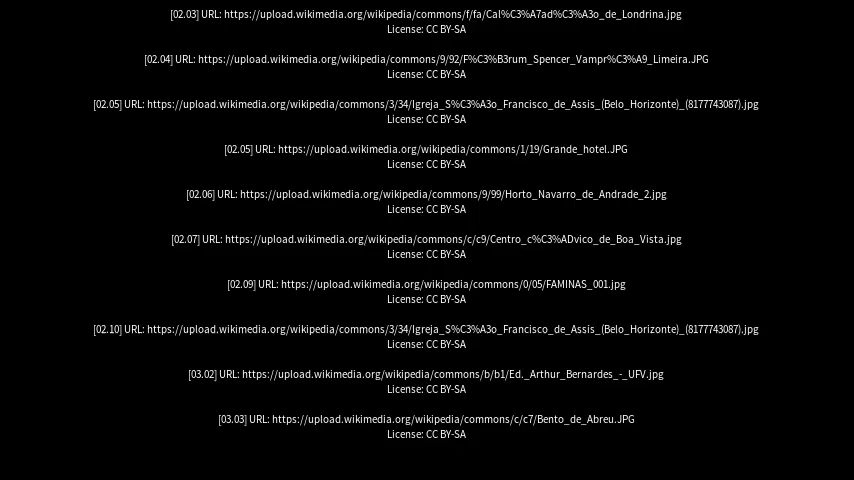 [02.03] URL: https://upload.wikimedia.org/wikipedia/commons/f/fa/Cal%C3%A7ad%C3%A3o_de_Londrina.jpg
License: CC BY-SA
[02.04] URL: https://upload.wikimedia.org/wikipedia/commons/9/92/F%C3%B3rum_Spencer_Vampr%C3%A9_Limeira.JPG
License: CC BY-SA
[02.05] URL: https://upload.wikimedia.org/wikipedia/commons/3/34/Igreja_S%C3%A3o_Francisco_de_Assis_(Belo_Horizonte)_(8177743087).jpg
License: CC BY-SA
[02.05] URL: https://upload.wikimedia.org/wikipedia/commons/1/19/Grande_hotel.JPG
License: CC BY-SA
[02.06] URL: https://upload.wikimedia.org/wikipedia/commons/9/99/Horto_Navarro_de_Andrade_2.jpg
License: CC BY-SA
[02.07] URL: https://upload.wikimedia.org/wikipedia/commons/c/c9/Centro_c%C3%ADvico_de_Boa_Vista.jpg
License: CC BY-SA
[02.09] URL: https://upload.wikimedia.org/wikipedia/commons/0/05/FAMINAS_001.jpg
License: CC BY-SA
[02.10] URL: https://upload.wikimedia.org/wikipedia/commons/3/34/Igreja_S%C3%A3o_Francisco_de_Assis_(Belo_Horizonte)_(8177743087).jpg
License: CC BY-SA
[03.02] URL: https://upload.wikimedia.org/wikipedia/commons/b/b1/Ed._Arthur_Bernardes_-_UFV.jpg
License: CC BY-SA
[03.03] URL: https://upload.wikimedia.org/wikipedia/commons/c/c7/Bento_de_Abreu.JPG
License: CC BY-SA